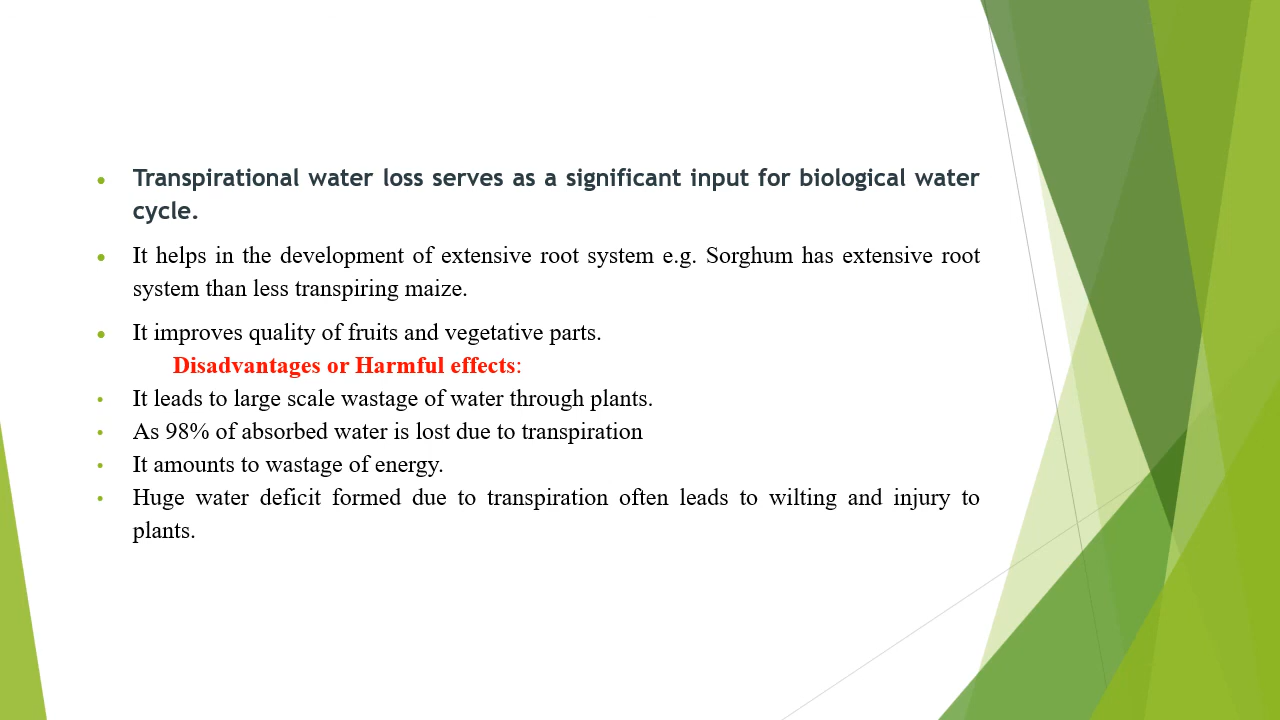 • Transpirational water loss serves as a significant input for biological water
cycle.
• It helps in the development of extensive root system e.g. Sorghum has extensive root
system than less transpiring maize.
• It improves quality of fruits and vegetative parts.
Disadvantages or Harmful effects:
• It leads to large scale wastage of water through plants.
• As 98% of absorbed water is lost due to transpiration
• It amounts to wastage of energy.
• Huge water deficit formed due to transpiration often leads to wilting and injury to
plants.